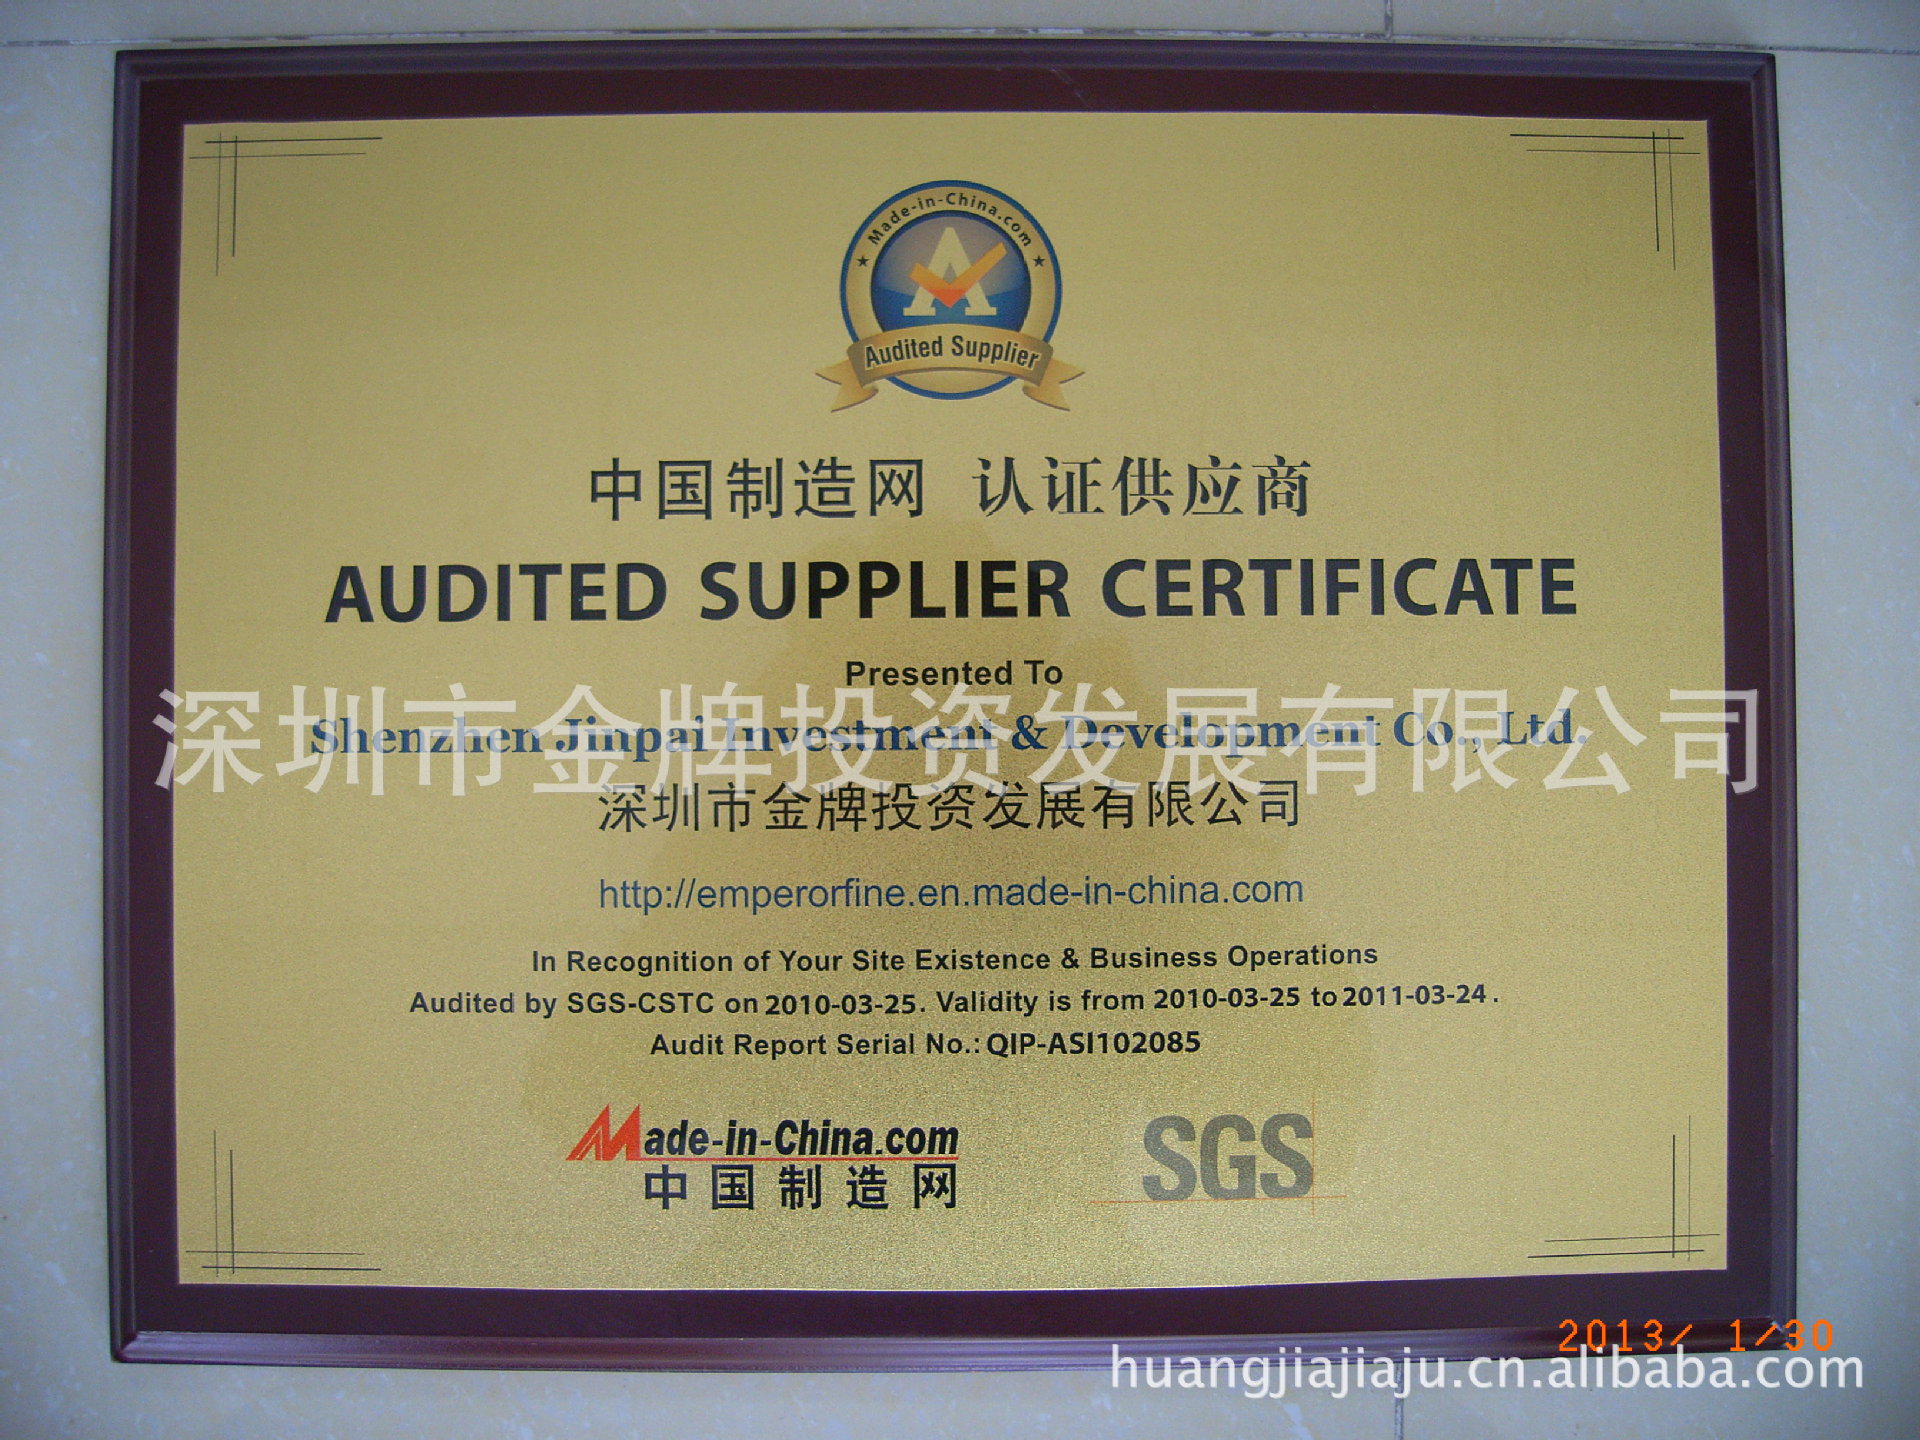 Made-in-China.com
A
Audited Supplier
中国制造网 认证供应商
AUDITED SUPPLIER CERTIFICATE
Presented To
Shenzhen Jinpai Investment & Development Co., Ltd.
深圳市金牌投资发展有限公司
深圳市金牌投资发展有限公司
http://emperorfine.en.made-in-china.com
In Recognition of Your Site Existence & Business Operations
Audited by SGS-CSTC on 2010-03-25. Validity is from 2010-03-25 to 2011-03-24.
Audit Report Serial No.: QIP-ASI102085
Made-in-China.com
中国制造网
SGS
2013/ 1/30
huangjiajiaju.cn.alibaba.com